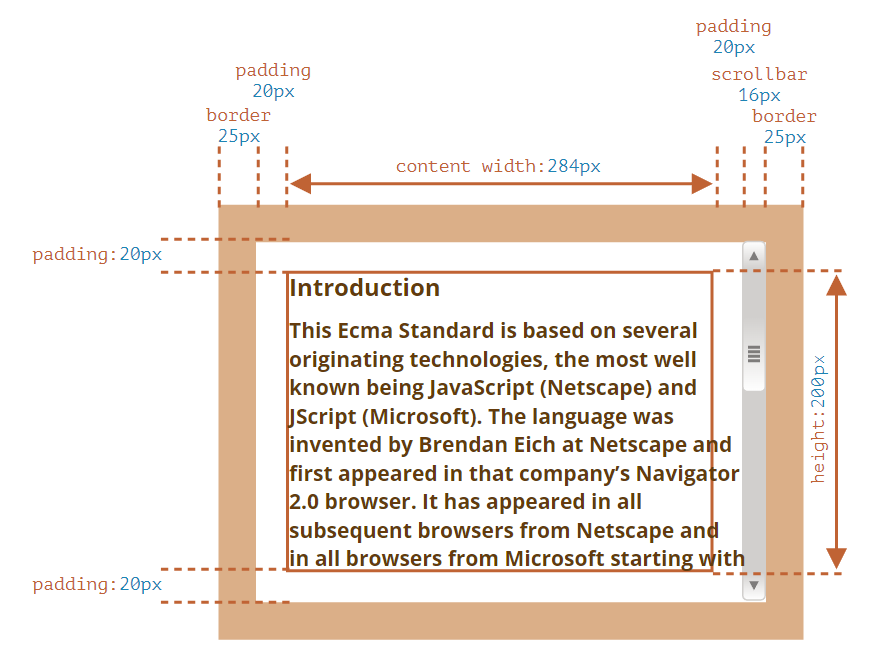 padding
20px
scrollbar
16px
border
25px
padding
20px
border
25px
content width:284px
padding:20px
Introduction
This Ecma Standard is based on several
originating technologies, the most well
known being JavaScript (Netscape) and
JScript (Microsoft). The language was
invented by Brendan Eich at Netscape and
first appeared in that company’s Navigator
2.0 browser. It has appeared in all
subsequent browsers from Netscape and
in all browsers from Microsoft starting with
height:200px
padding:20px